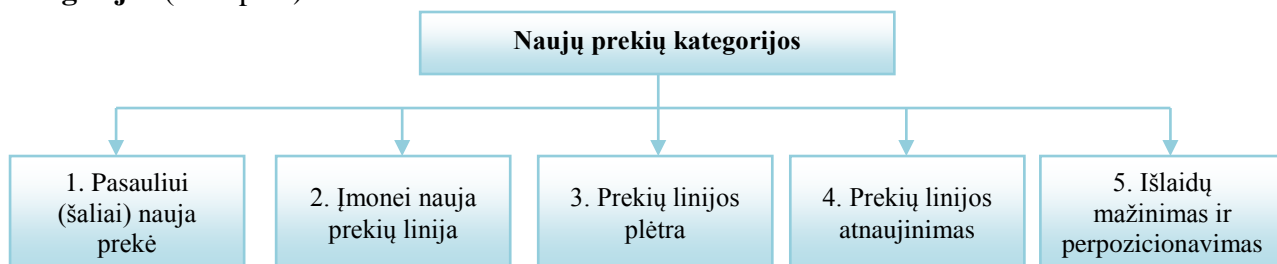 Naujų prekių kategorijos
1. Pasauliui
(šaliai) nauja
prekė
2. Įmonei nauja
prekių linija
3. Prekių linijos
plėtra
4. Prekių linijos
atnaujinimas
5. Išlaidų
mažinimas ir
perpozicionavimas